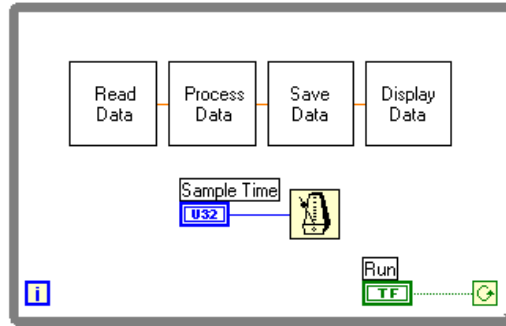 Read
Data
Process
Data
Save
Data
Display
Data
Sample Time
U32
Run
TF
i